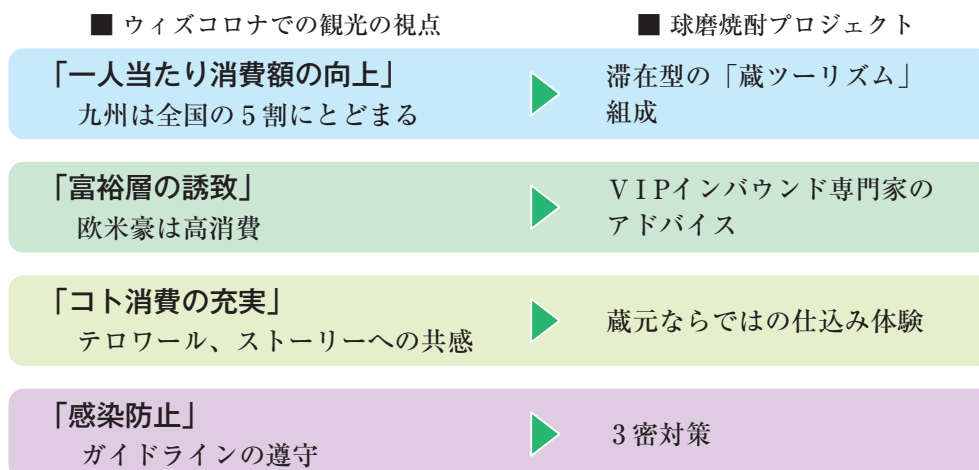 ■ ウィズコロナでの観光の視点
■ 球磨焼酎プロジェクト
「一人当たり消費額の向上」
九州は全国の5割にとどまる
滞在型の「蔵ツーリズム」
組成
「富裕層の誘致」
欧米豪は高消費
ＶＩＰインバウンド専門家の
アドバイス
「コト消費の充実」
テロワール、ストーリーへの共感
蔵元ならではの仕込み体験
「感染防止」
ガイドラインの遵守
３密対策